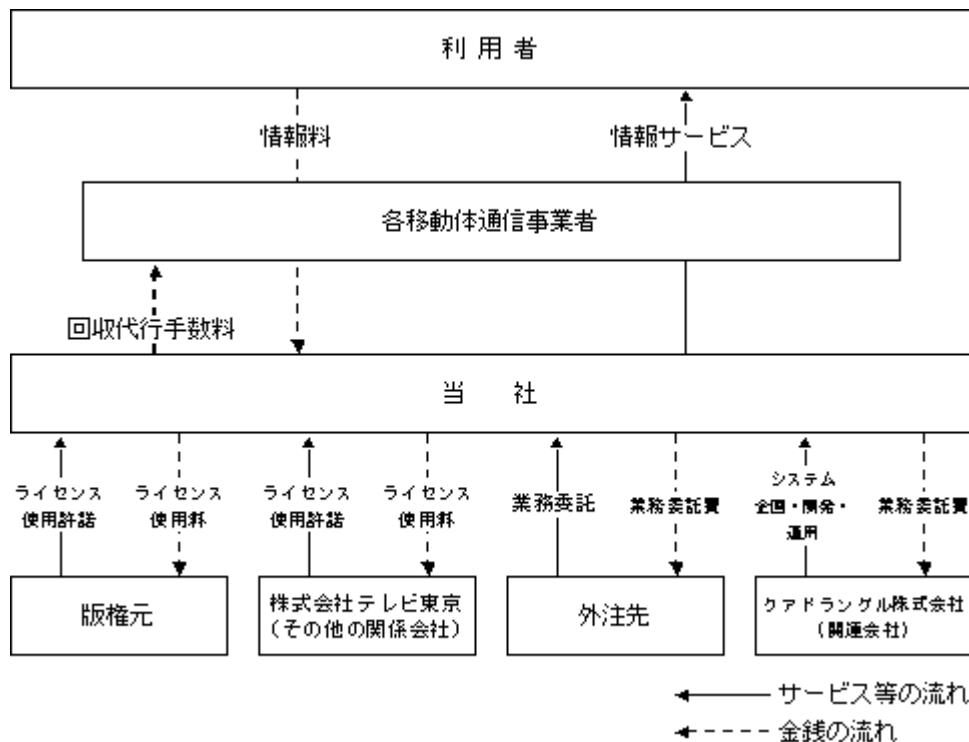 利用者
情報料
情報サービス
各移動体通信事業者
回収代行手数料
当社
ライセンス
使用許諾
ライセンス
使用料
ライセンス
使用許諾
ライセンス
使用料
業務委託
業務委託費
システム
企画・開発・
運用
業務委託費
版権元
株式会社テレビ東京
(その他の関係会社)
外注先
クアドラングル株式会社
(関連会社)
サービス等の流れ
金銭の流れ